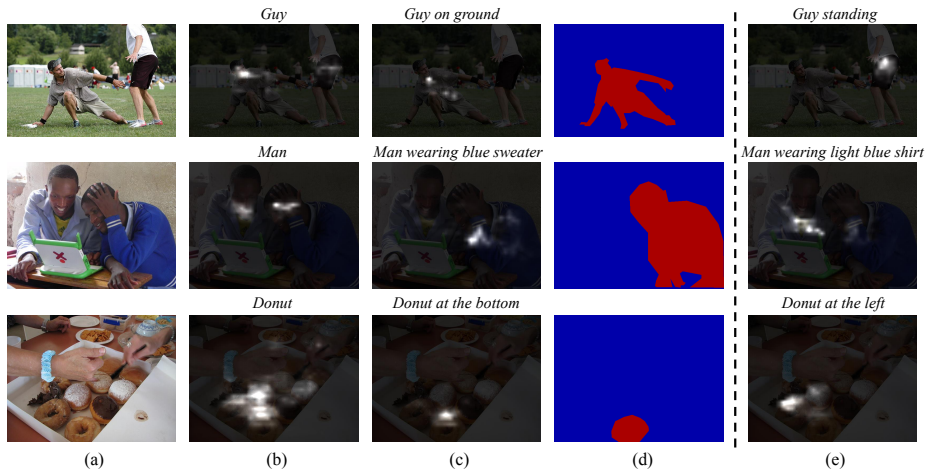 Guy
Guy on ground
Guy standing
Man
Man wearing blue sweater
Man wearing light blue shirt
Donut
Donut at the bottom
Donut at the left
(a)
(b)
(c)
(d)
(e)